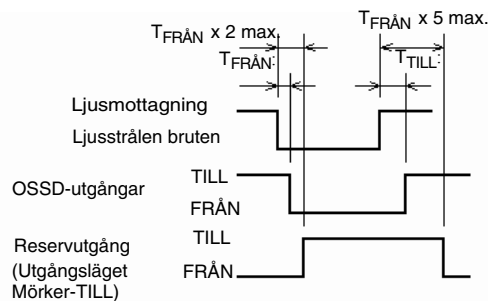 TFRÅN x 5 max.
TFRÅN x 2 max.
TFRÅN:
TTILL:
Ljusmottagning
Ljusstrålen bruten
OSSD-utgångar
TILL
FRÅN
Reservutgång
(Utgångsläget
Mörker-TILL)
TILL
FRÅN